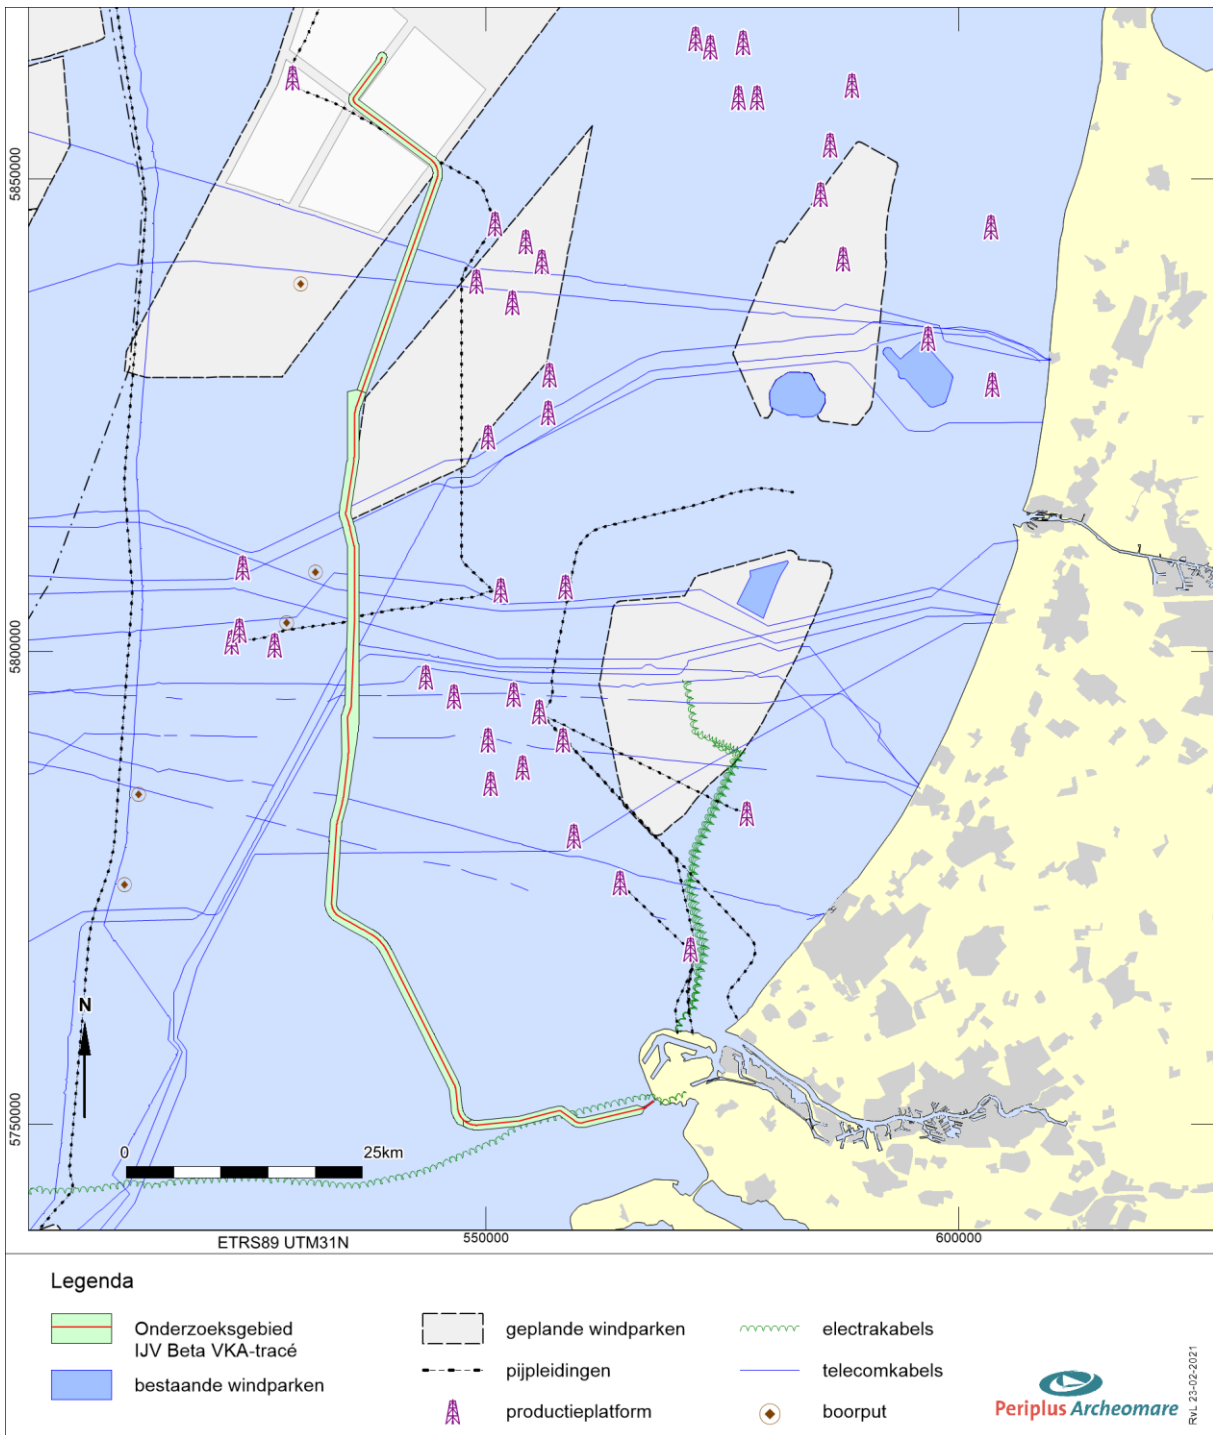 5850000
5800000
5750000
N
0 25km
ETRS89 UTM31N
550000
600000
Legenda
Onderzoeksgebied
IJV Beta VKA-tracé
bestaande windparken
geplande windparken
pijpleidingen
productieplatform
electrakabels
telecomkabels
boorput
Periplus Archeomare
RvL 23-02-2021